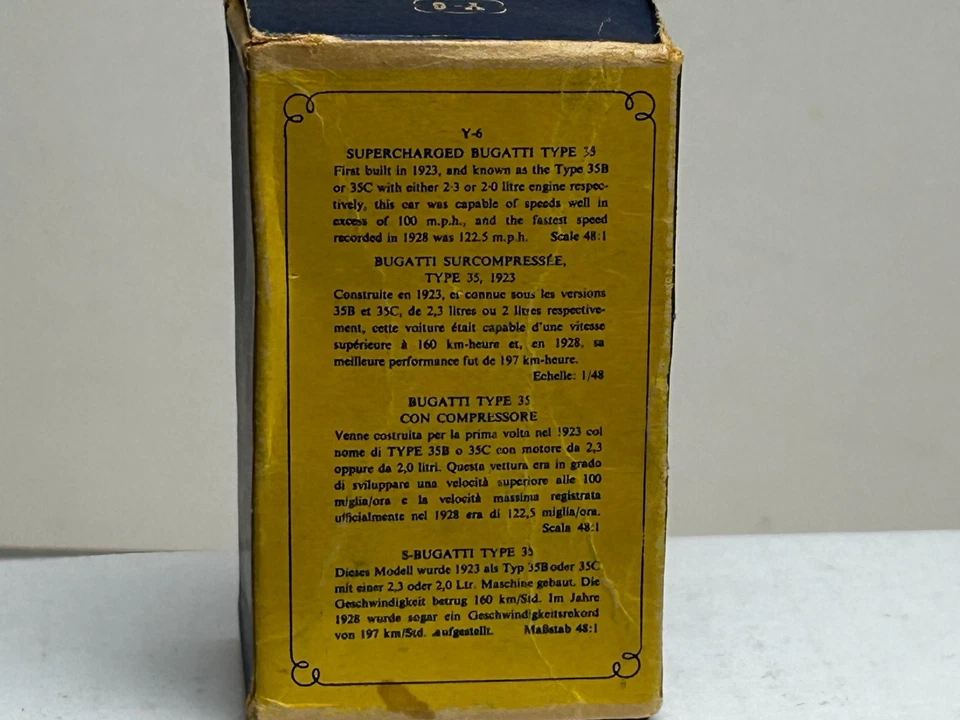 Y-6
Y-6
SUPERCHARGED BUGATTI TYPE 35
First built in 1923, and known as the Type 35B
or 35C with either 2·3 or 2·0 litre engine respec-
tively, this car was capable of speeds well in
excess of 100 m.p.h., and the fastest speed
recorded in 1928 was 122.5 m.p.h. Scale 48:1
BUGATTI SURCOMPRESSÉE,
TYPE 35, 1923
Construite en 1923, et connue sous les versions
35B et 35C, de 2,3 litres ou 2 litres respective-
ment, cette voiture était capable d'une vitesse
supérieure à 160 km-heure et, en 1928, sa
meilleure performance fut de 197 km-heure.
Echelle: 1/48
BUGATTI TYPE 35
CON COMPRESSORE
Venne costruita per la prima volta nel 1923 col
nome di TYPE 35B o 35C con motore da 2,3
oppure da 2,0 litri. Questa vettura era in grado
di sviluppare una velocità superiore alle 100
miglia/ora e la velocità massima registrata
ufficialmente nel 1928 era di 122,5 miglia/ora.
Scala 48:1
S-BUGATTI TYPE 35
Dieses Modell wurde 1923 als Typ 35B oder 35C
mit einer 2,3 oder 2,0 Ltr. Maschine gebaut. Die
Geschwindigkeit betrug 160 km/Std. Im Jahre
1928 wurde sogar ein Geschwindigkeitsrekord
von 197 km/Std. aufgestellt. Maßstab 48:1